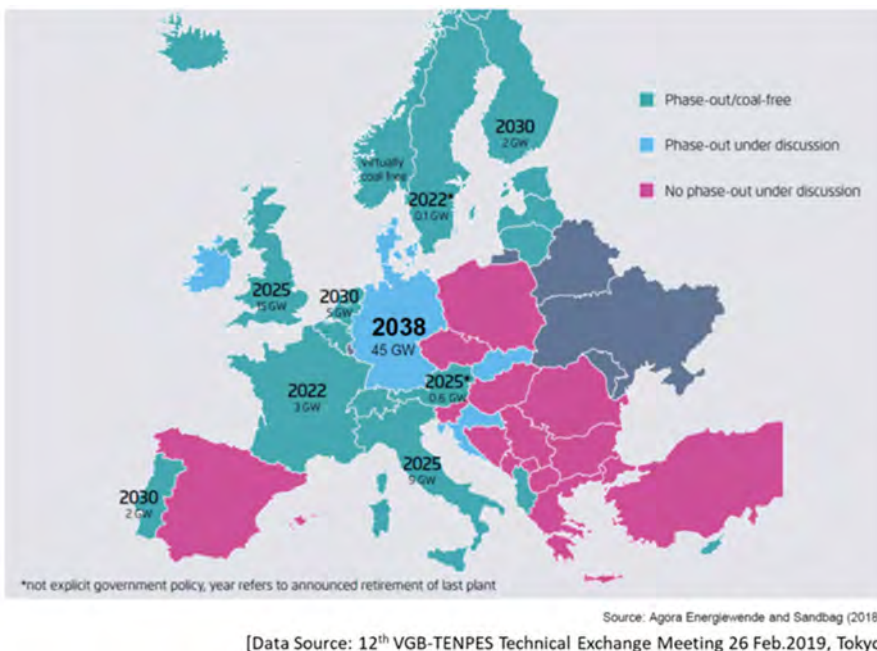 Phase-out/coal-free
Phase-out under discussion
No phase-out under discussion
2030
2 GW
Virtually
coal free
2022*
0.1 GW
2025
15 GW
2030
5 GW
2038
45 GW
2025*
0.6 GW
2022
3 GW
2025
9 GW
2030
2 GW
*not explicit government policy, year refers to announced retirement of last plant
Source: Agora Energiewende and Sandbag (2018
[Data Source: 12th VGB-TENPES Technical Exchange Meeting 26 Feb.2019, Tokyo